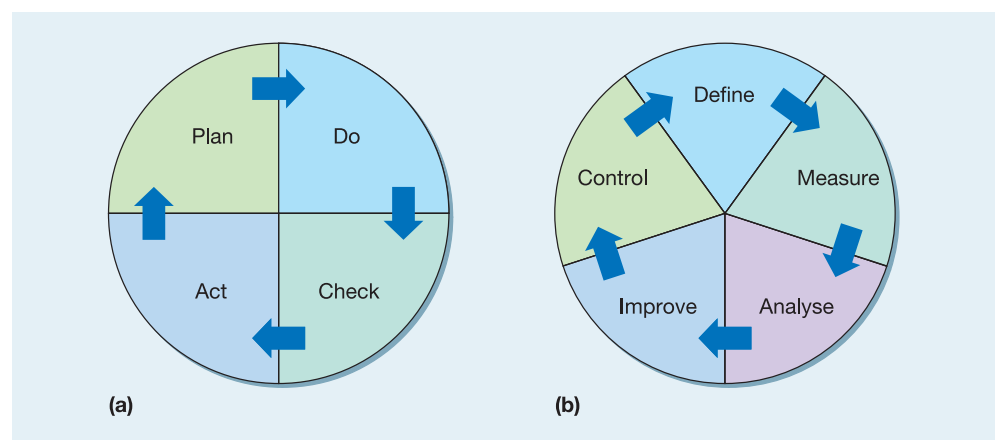 Plan
Do
Act
Check
(a)
Define
Control
Measure
Improve
Analyse
(b)